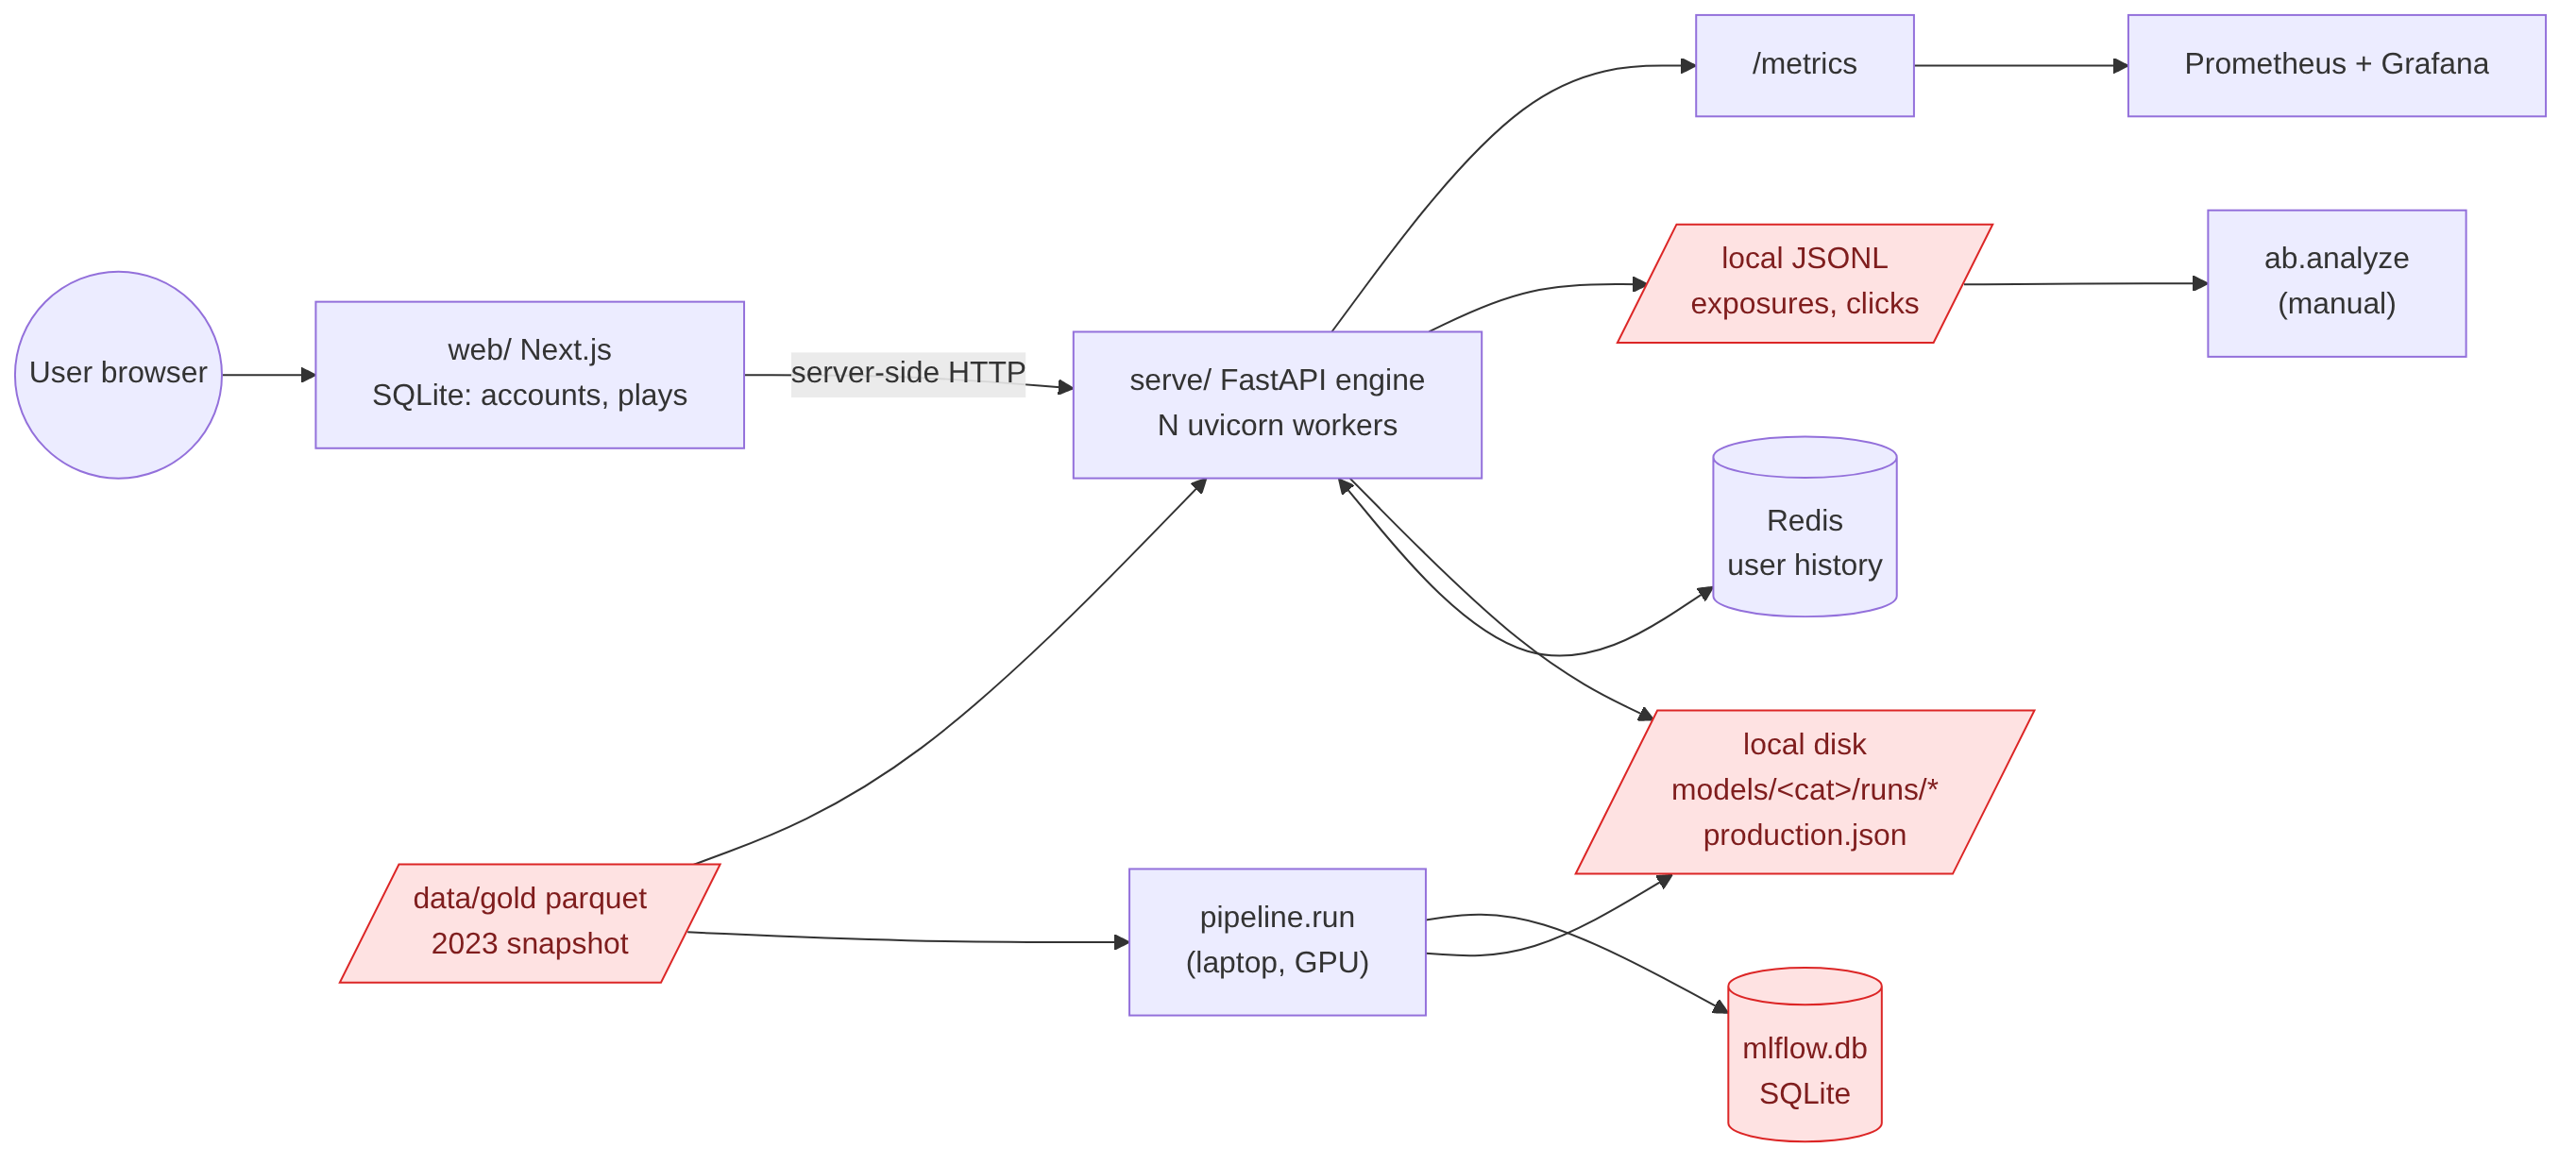 /metrics
Prometheus + Grafana
local JSONL
exposures, clicks
ab.analyze
(manual)
User browser
web/ Next.js
SQLite: accounts, plays
server-side HTTP
serve/ FastAPI engine
N uvicorn workers
Redis
user history
local disk
models/<cat>/runs/*
production.json
data/gold parquet
2023 snapshot
pipeline.run
(laptop, GPU)
mlflow.db
SQLite